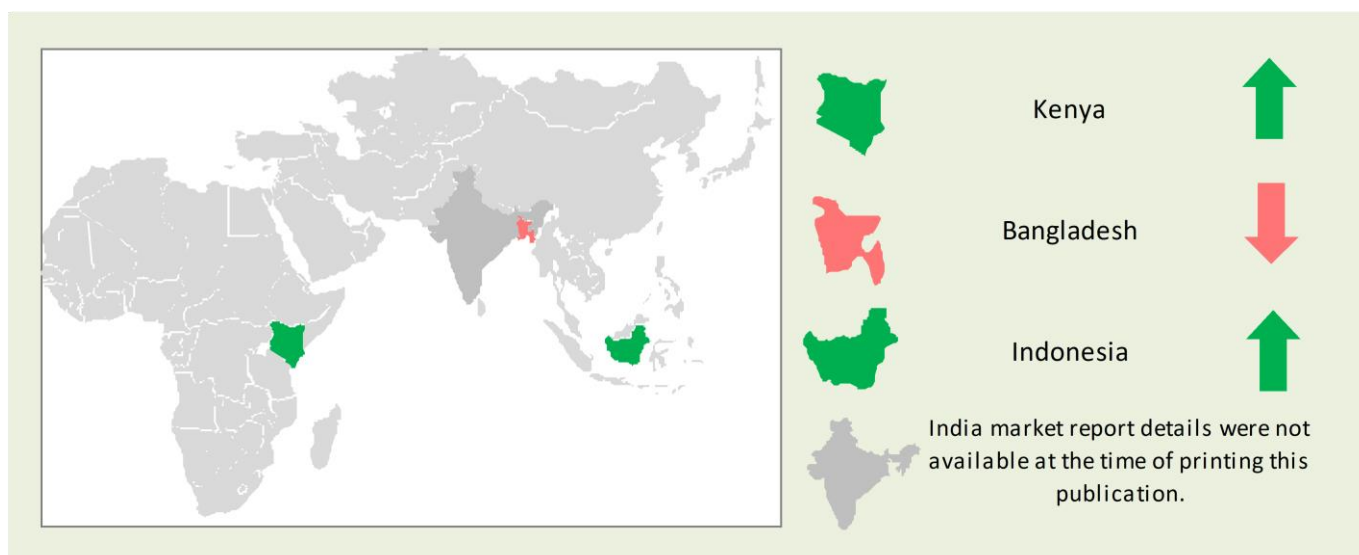 Kenya
Bangladesh
Indonesia
India market report details were not
available at the time of printing this
publication.